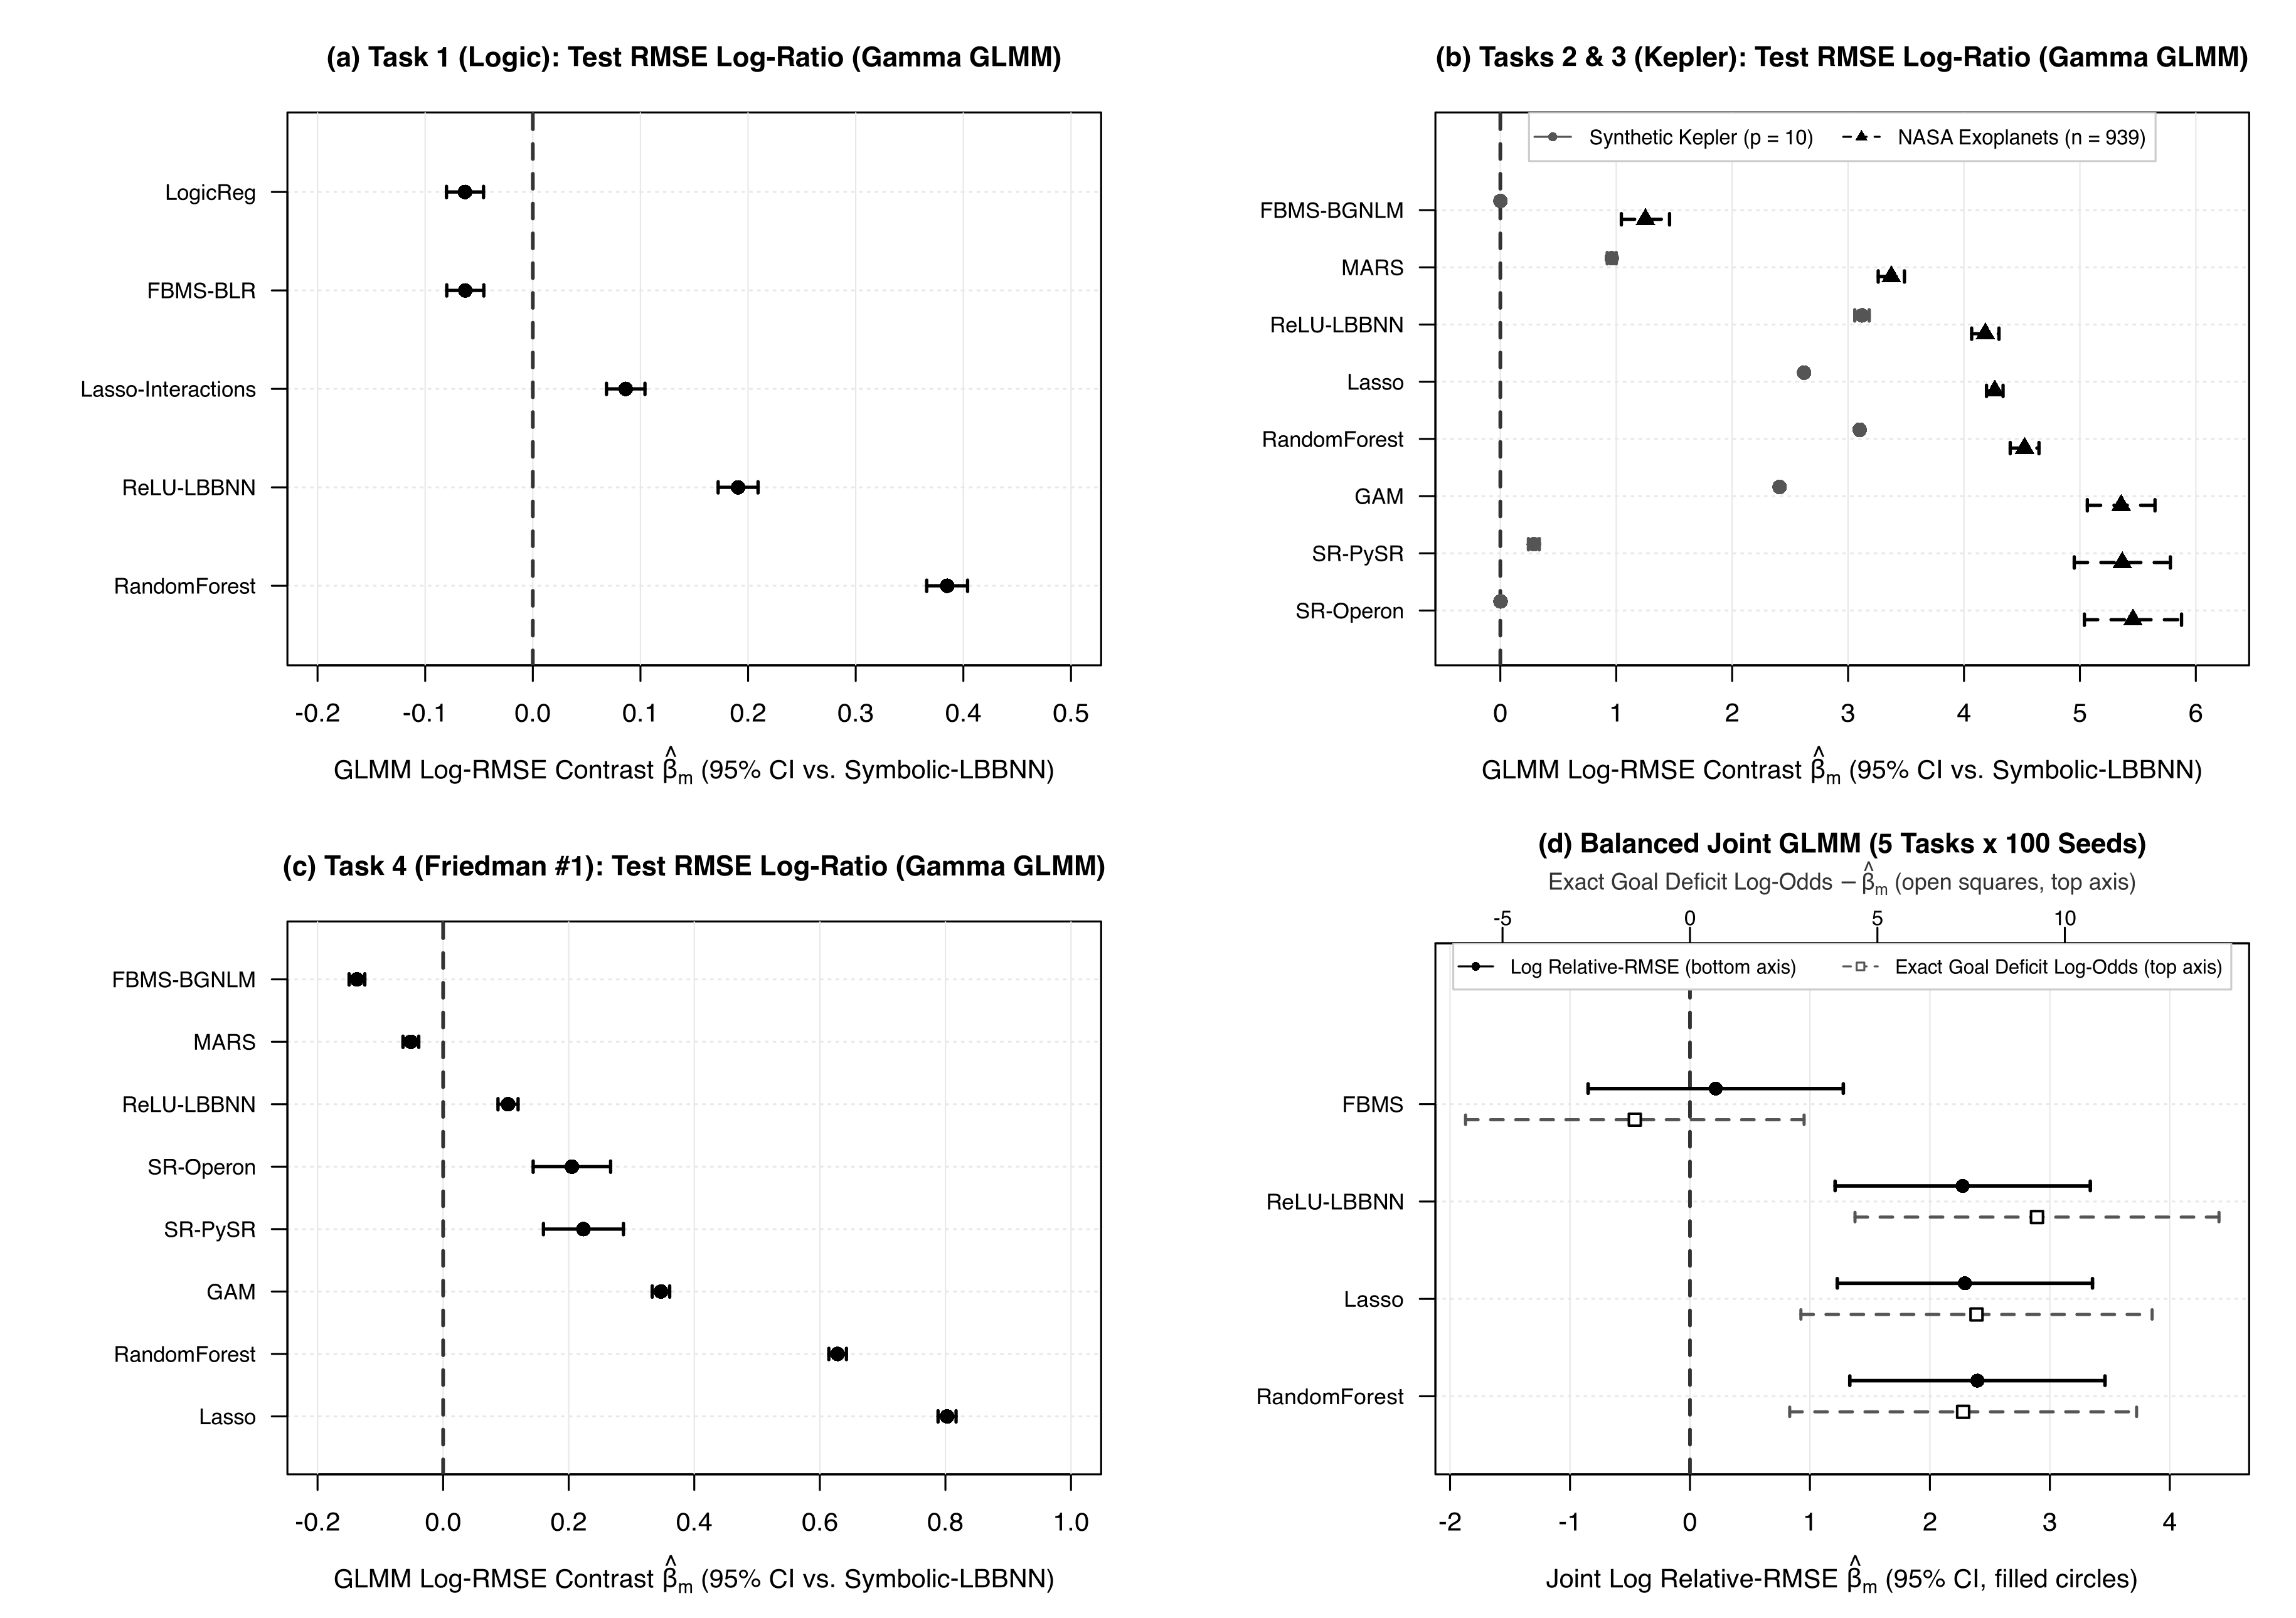 (a) Task 1 (Logic): Test RMSE Log-Ratio (Gamma GLMM)
LogicReg
FBMS-BLR
Lasso-Interactions
ReLU-LBBNN
RandomForest
-0.2 -0.1 0.0 0.1 0.2 0.3 0.4 0.5
GLMM Log-RMSE Contrast β̂m (95% CI vs. Symbolic-LBBNN)
(b) Tasks 2 & 3 (Kepler): Test RMSE Log-Ratio (Gamma GLMM)
Synthetic Kepler (p = 10) NASA Exoplanets (n = 939)
FBMS-BGNLM
MARS
ReLU-LBBNN
Lasso
RandomForest
GAM
SR-PySR
SR-Operon
0 1 2 3 4 5 6
GLMM Log-RMSE Contrast β̂m (95% CI vs. Symbolic-LBBNN)
(c) Task 4 (Friedman #1): Test RMSE Log-Ratio (Gamma GLMM)
FBMS-BGNLM
MARS
ReLU-LBBNN
SR-Operon
SR-PySR
GAM
RandomForest
Lasso
-0.2 0.0 0.2 0.4 0.6 0.8 1.0
GLMM Log-RMSE Contrast β̂m (95% CI vs. Symbolic-LBBNN)
(d) Balanced Joint GLMM (5 Tasks x 100 Seeds)
Exact Goal Deficit Log-Odds −β̂m (open squares, top axis)
-5 0 5 10
Log Relative-RMSE (bottom axis) Exact Goal Deficit Log-Odds (top axis)
FBMS
ReLU-LBBNN
Lasso
RandomForest
-2 -1 0 1 2 3 4
Joint Log Relative-RMSE β̂m (95% CI, filled circles)